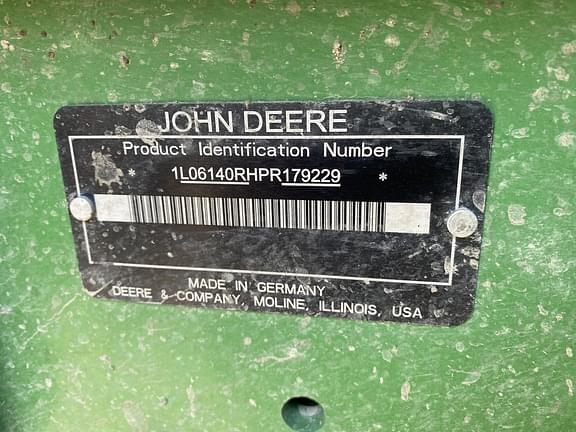 JOHN DEERE
Product Identification Number
* 1L06140RHPR179229 *
MADE IN GERMANY
DEERE & COMPANY, MOLINE, ILLINOIS, USA